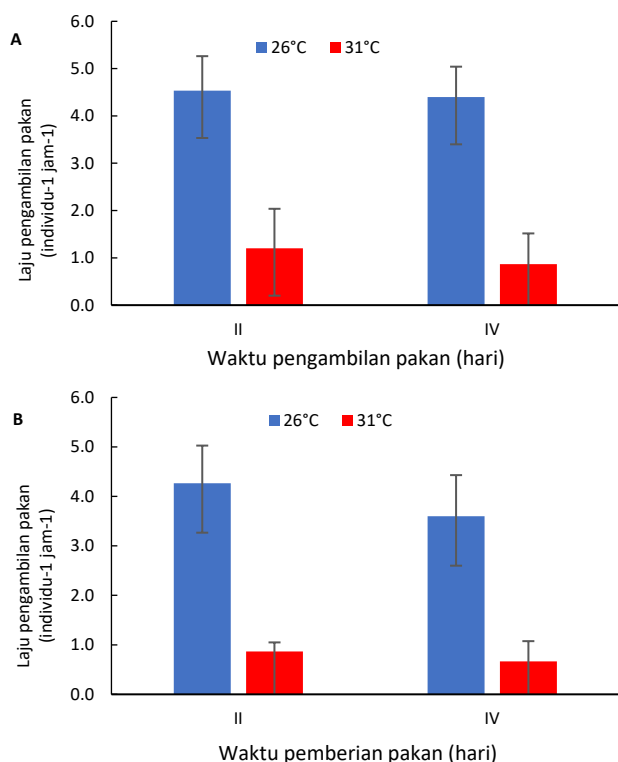 A
6.0
5.0
4.0
3.0
2.0
1.0
0.0
26°C 31°C
Laju pengambilan pakan
(individu-1 jam-1)
II IV
Waktu pengambilan pakan (hari)
B
6.0
5.0
4.0
3.0
2.0
1.0
0.0
26°C 31°C
Laju pengambilan pakan
(individu-1 jam-1)
II IV
Waktu pemberian pakan (hari)